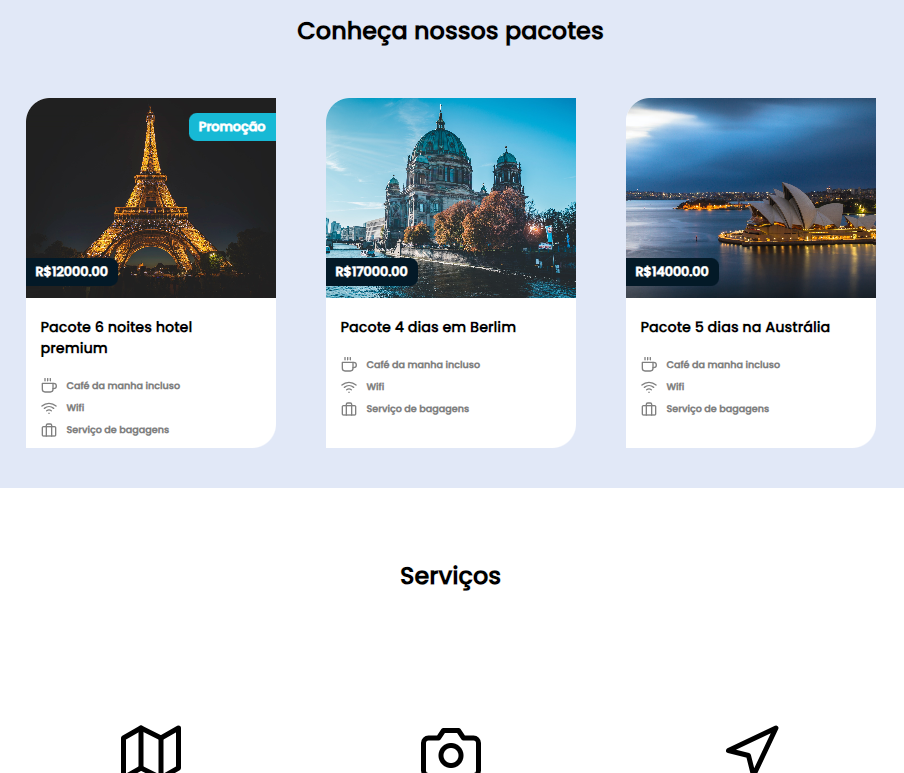 Conheça nossos pacotes
Promoção
R$12000.00
Pacote 6 noites hotel
premium
Café da manha incluso
Wifi
Serviço de bagagens
R$17000.00
Pacote 4 dias em Berlim
Café da manha incluso
Wifi
Serviço de bagagens
R$14000.00
Pacote 5 dias na Austrália
Café da manha incluso
Wifi
Serviço de bagagens
Serviços